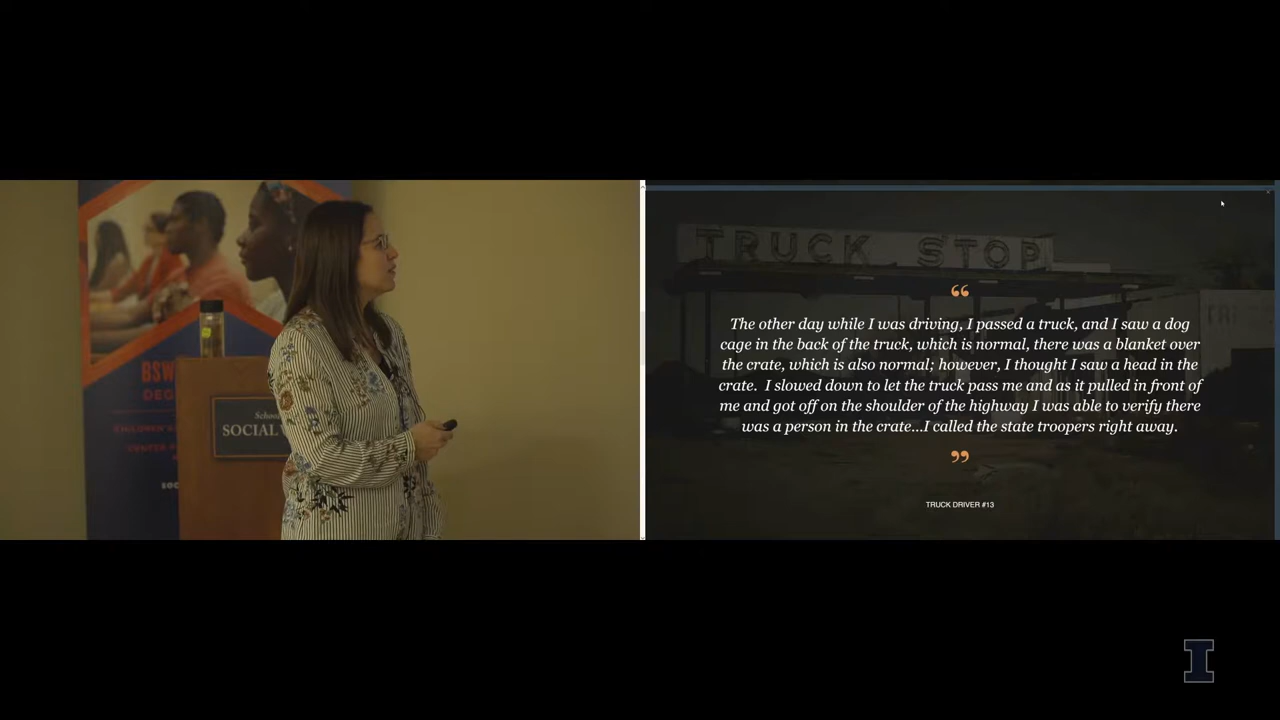 BSW
DEG
School
SOCIAL
soc
TRUCK STOP
“
The other day while I was driving, I passed a truck, and I saw a dog
cage in the back of the truck, which is normal, there was a blanket over
the crate, which is also normal; however, I thought I saw a head in the
crate. I slowed down to let the truck pass me and as it pulled in front of
me and got off on the shoulder of the highway I was able to verify there
was a person in the crate...I called the state troopers right away.
”
TRUCK DRIVER #13
I